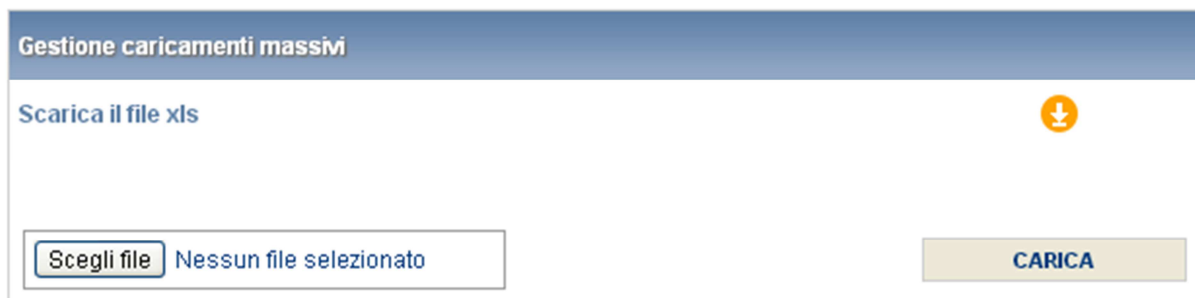 Gestione caricamenti massivi
Scarica il file xls
Scegli file Nessun file selezionato
CARICA